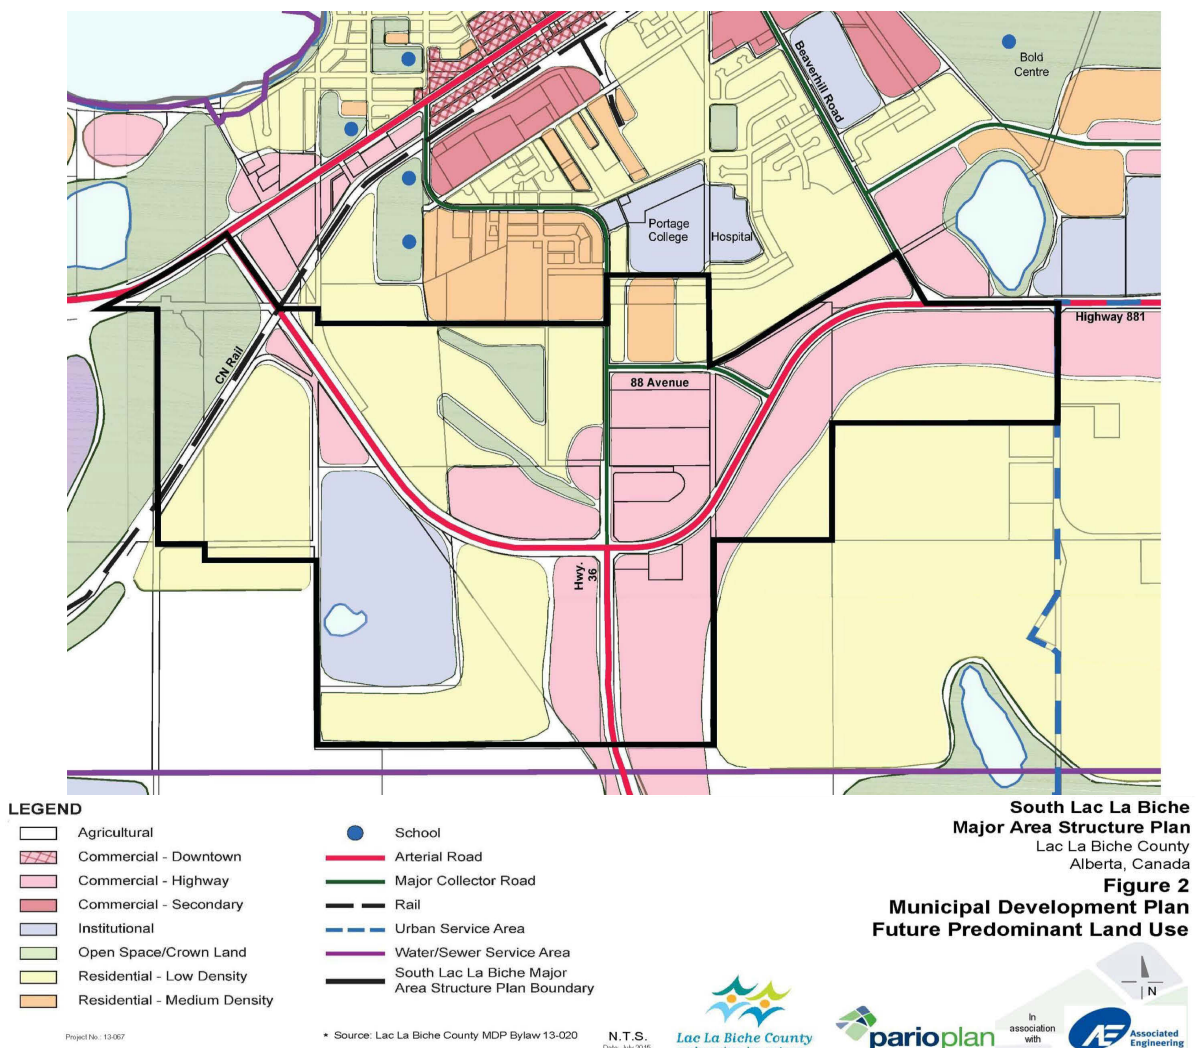 Bold
Centre
Beaverhill Road
Portage
College
Hospital
Highway 881
CN Rail
88 Avenue
Hwy.
36
LEGEND
Agricultural
Commercial - Downtown
Commercial - Highway
Commercial - Secondary
Institutional
Open Space/Crown Land
Residential - Low Density
Residential - Medium Density
School
Arterial Road
Major Collector Road
Rail
Urban Service Area
Water/Sewer Service Area
South Lac La Biche Major
Area Structure Plan Boundary
South Lac La Biche
Major Area Structure Plan
Lac La Biche County
Alberta, Canada
Figure 2
Municipal Development Plan
Future Predominant Land Use
N
Project No.: 13-067
* Source: Lac La Biche County MDP Bylaw 13-020
N.T.S.
Date: July 2015
Lac La Biche County
parioplan
In
association
with
AE
Associated
Engineering